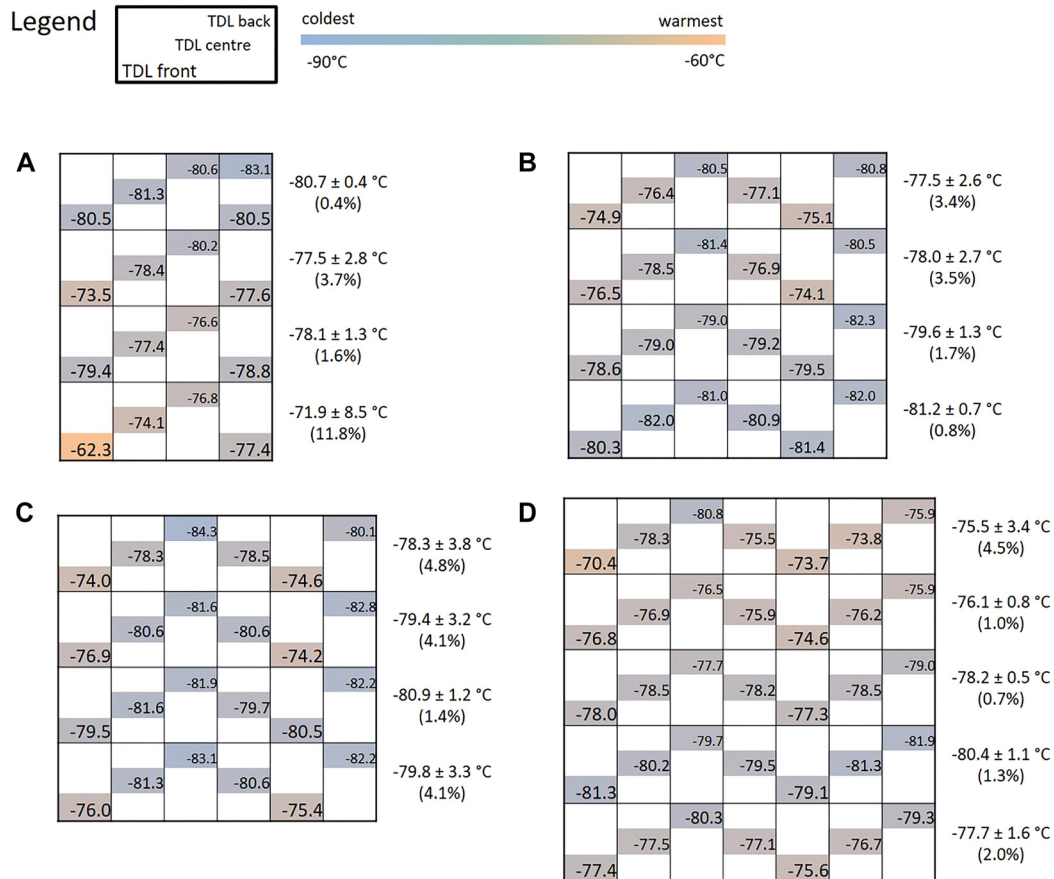 Legend
TDL back
TDL centre
TDL front
coldest
warmest
-90°C
-60°C
A
-80.6 -83.1
-81.3
-80.5 -80.5
-80.7 ± 0.4 °C
(0.4%)
-80.2
-78.4
-73.5 -77.6
-77.5 ± 2.8 °C
(3.7%)
-76.6
-77.4
-79.4 -78.8
-78.1 ± 1.3 °C
(1.6%)
-76.8
-74.1
-62.3 -77.4
-71.9 ± 8.5 °C
(11.8%)
B
-80.5 -80.8
-76.4 -77.1
-74.9 -75.1
-77.5 ± 2.6 °C
(3.4%)
-81.4 -80.5
-78.5 -76.9
-76.5 -74.1
-78.0 ± 2.7 °C
(3.5%)
-79.0 -82.3
-79.0 -79.2
-78.6 -79.5
-79.6 ± 1.3 °C
(1.7%)
-81.0 -82.0
-82.0 -80.9
-80.3 -81.4
-81.2 ± 0.7 °C
(0.8%)
C
-84.3 -80.1
-78.3 -78.5
-74.0 -74.6
-78.3 ± 3.8 °C
(4.8%)
-81.6 -82.8
-80.6 -80.6
-76.9 -74.2
-79.4 ± 3.2 °C
(4.1%)
-81.9 -82.2
-81.6 -79.7
-79.5 -80.5
-80.9 ± 1.2 °C
(1.4%)
-83.1 -82.2
-81.3 -80.6
-76.0 -75.4
-79.8 ± 3.3 °C
(4.1%)
D
-80.8 -75.9
-78.3 -75.5 -73.8
-70.4 -73.7
-75.5 ± 3.4 °C
(4.5%)
-76.5 -75.9
-76.9 -75.9 -76.2
-76.8 -74.6
-76.1 ± 0.8 °C
(1.0%)
-77.7 -79.0
-78.5 -78.2 -78.5
-78.0 -77.3
-78.2 ± 0.5 °C
(0.7%)
-79.7 -81.9
-80.2 -79.5 -81.3
-81.3 -79.1
-80.4 ± 1.1 °C
(1.3%)
-80.3 -79.3
-77.5 -77.1 -76.7
-77.4 -75.6
-77.7 ± 1.6 °C
(2.0%)